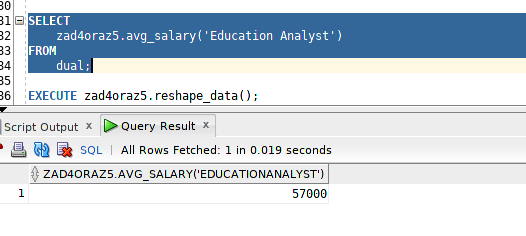 30
31 SELECT
32 zad4oraz5.avg_salary('Education Analyst')
33 FROM
34 dual;
35
36 EXECUTE zad4oraz5.reshape_data();
Script Output x Query Result x
SQL | All Rows Fetched: 1 in 0.019 seconds
ZAD4ORAZ5.AVG_SALARY('EDUCATIONANALYST')
1 57000